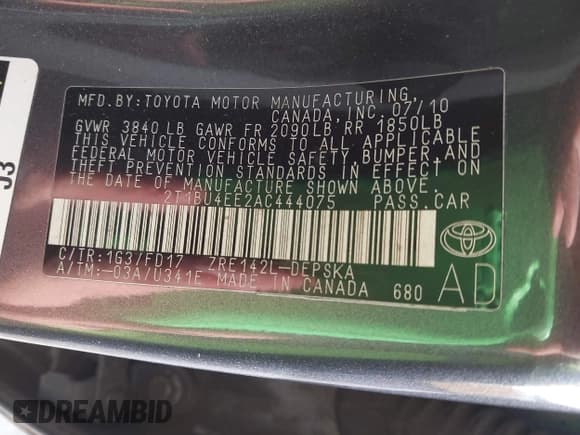 MFD.BY:TOYOTA MOTOR MANUFACTURING,
CANADA,INC. 07/10
GVWR 3840 LB GAWR FR 2090LB RR 1850LB
THIS VEHICLE CONFORMS TO ALL APPLICABLE
FEDERAL MOTOR VEHICLE SAFETY,BUMPER,AND
THEFT PREVENTION STANDARDS IN EFFECT ON
THE DATE OF MANUFACTURE SHOWN ABOVE.
2T1BU4EE2AC444075 PASS.CAR
C/TR:1G3/FD17 ZRE142L-DEPSKA
A/TM:-03A/U341E MADE IN CANADA 680
AD
J3
DREAMBID